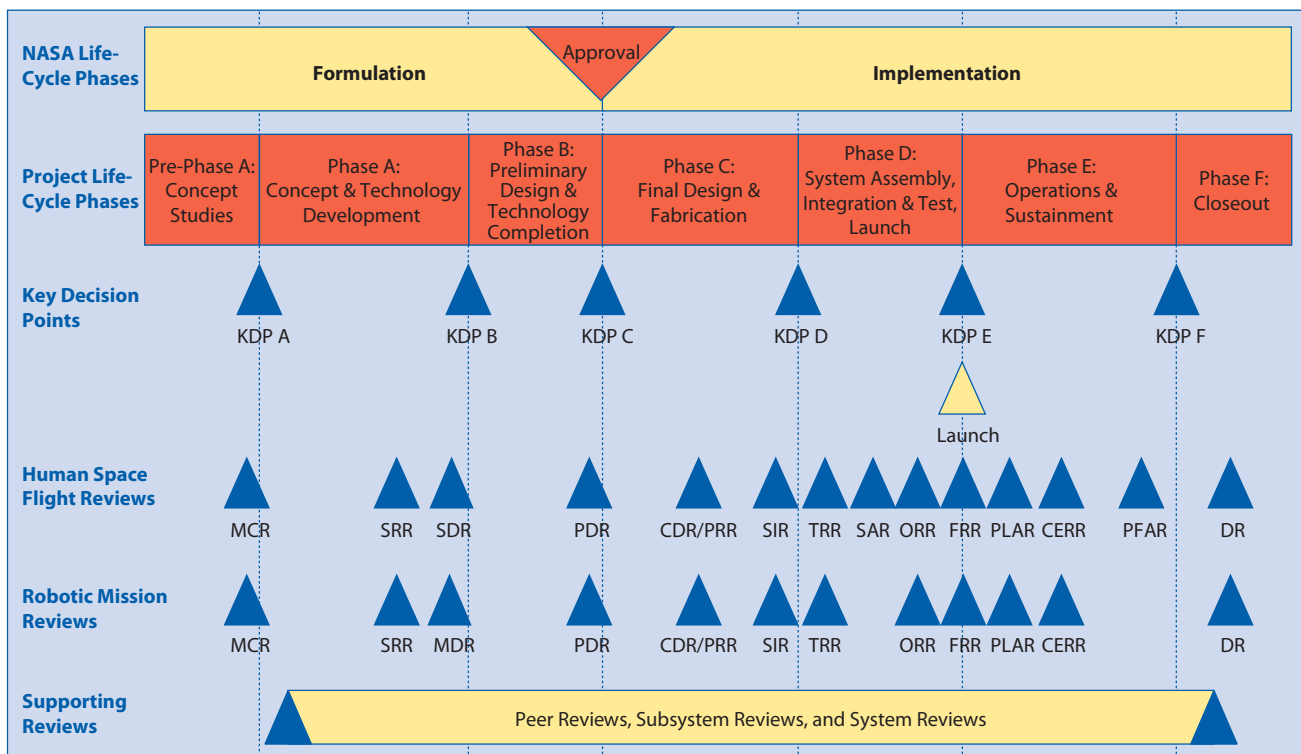 NASA Life-
Cycle Phases
Formulation
Approval
Implementation
Project Life-
Cycle Phases
Pre-Phase A:
Concept
Studies
Phase A:
Concept & Technology
Development
Phase B:
Preliminary
Design &
Technology
Completion
Phase C:
Final Design &
Fabrication
Phase D:
System Assembly,
Integration & Test,
Launch
Phase E:
Operations &
Sustainment
Phase F:
Closeout
Key Decision
Points
KDP A
KDP B
KDP C
KDP D
KDP E
KDP F
Launch
Human Space
Flight Reviews
MCR
SRR
SDR
PDR
CDR/PRR
SIR
TRR
SAR
ORR
FRR
PLAR
CERR
PFAR
DR
Robotic Mission
Reviews
MCR
SRR
MDR
PDR
CDR/PRR
SIR
TRR
ORR
FRR
PLAR
CERR
DR
Supporting
Reviews
Peer Reviews, Subsystem Reviews, and System Reviews